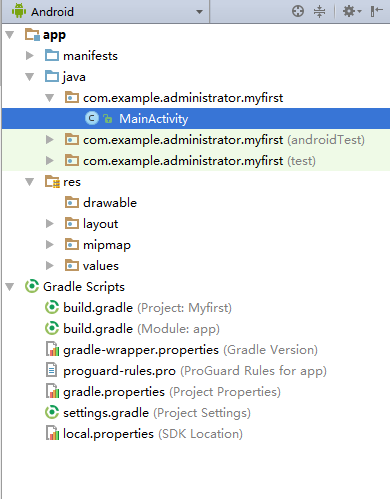 Android
app
manifests
java
com.example.administrator.myfirst
MainActivity
com.example.administrator.myfirst (androidTest)
com.example.administrator.myfirst (test)
res
drawable
layout
mipmap
values
Gradle Scripts
build.gradle (Project: Myfirst)
build.gradle (Module: app)
gradle-wrapper.properties (Gradle Version)
proguard-rules.pro (ProGuard Rules for app)
gradle.properties (Project Properties)
settings.gradle (Project Settings)
local.properties (SDK Location)